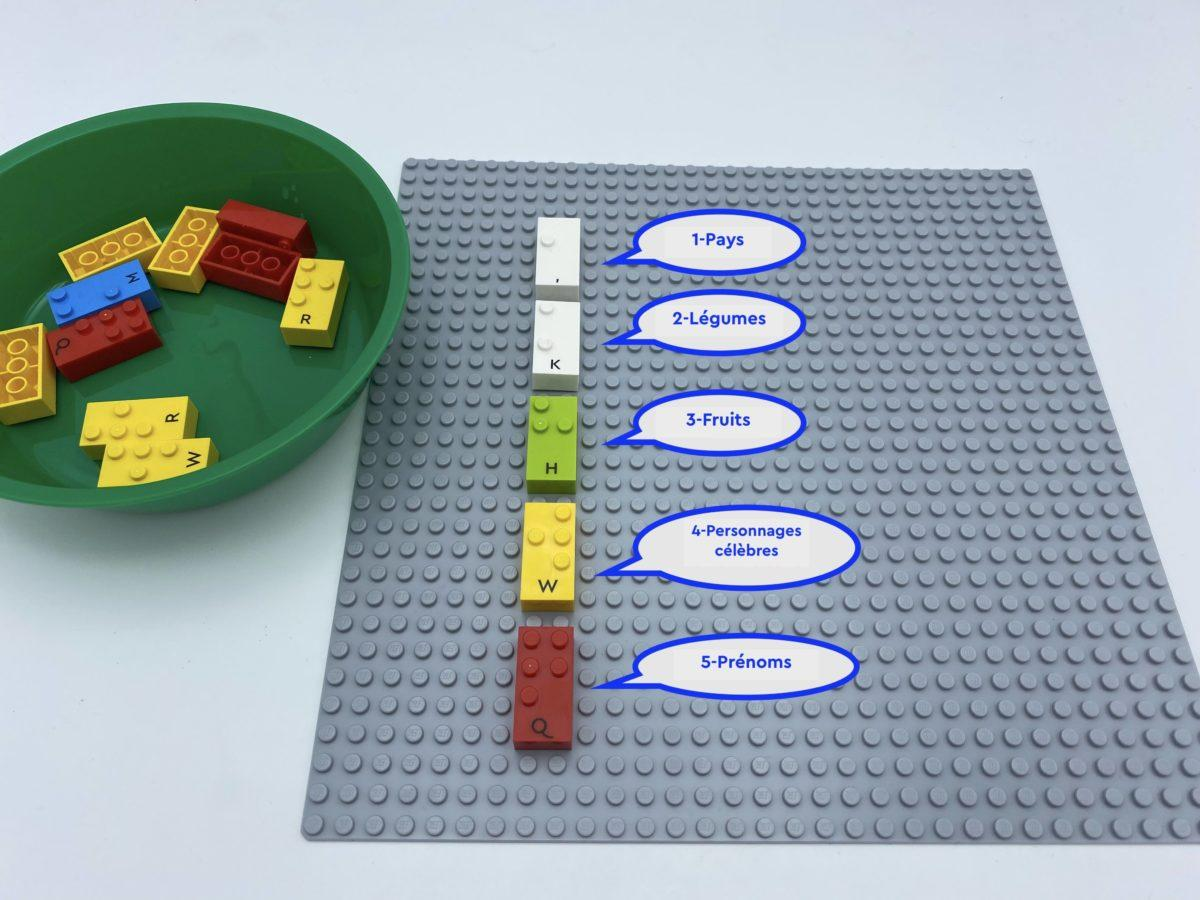 1-Pays
,
2-Légumes
K
3-Fruits
H
4-Personnages
célèbres
W
5-Prénoms
Q
M
Q
R
R
W